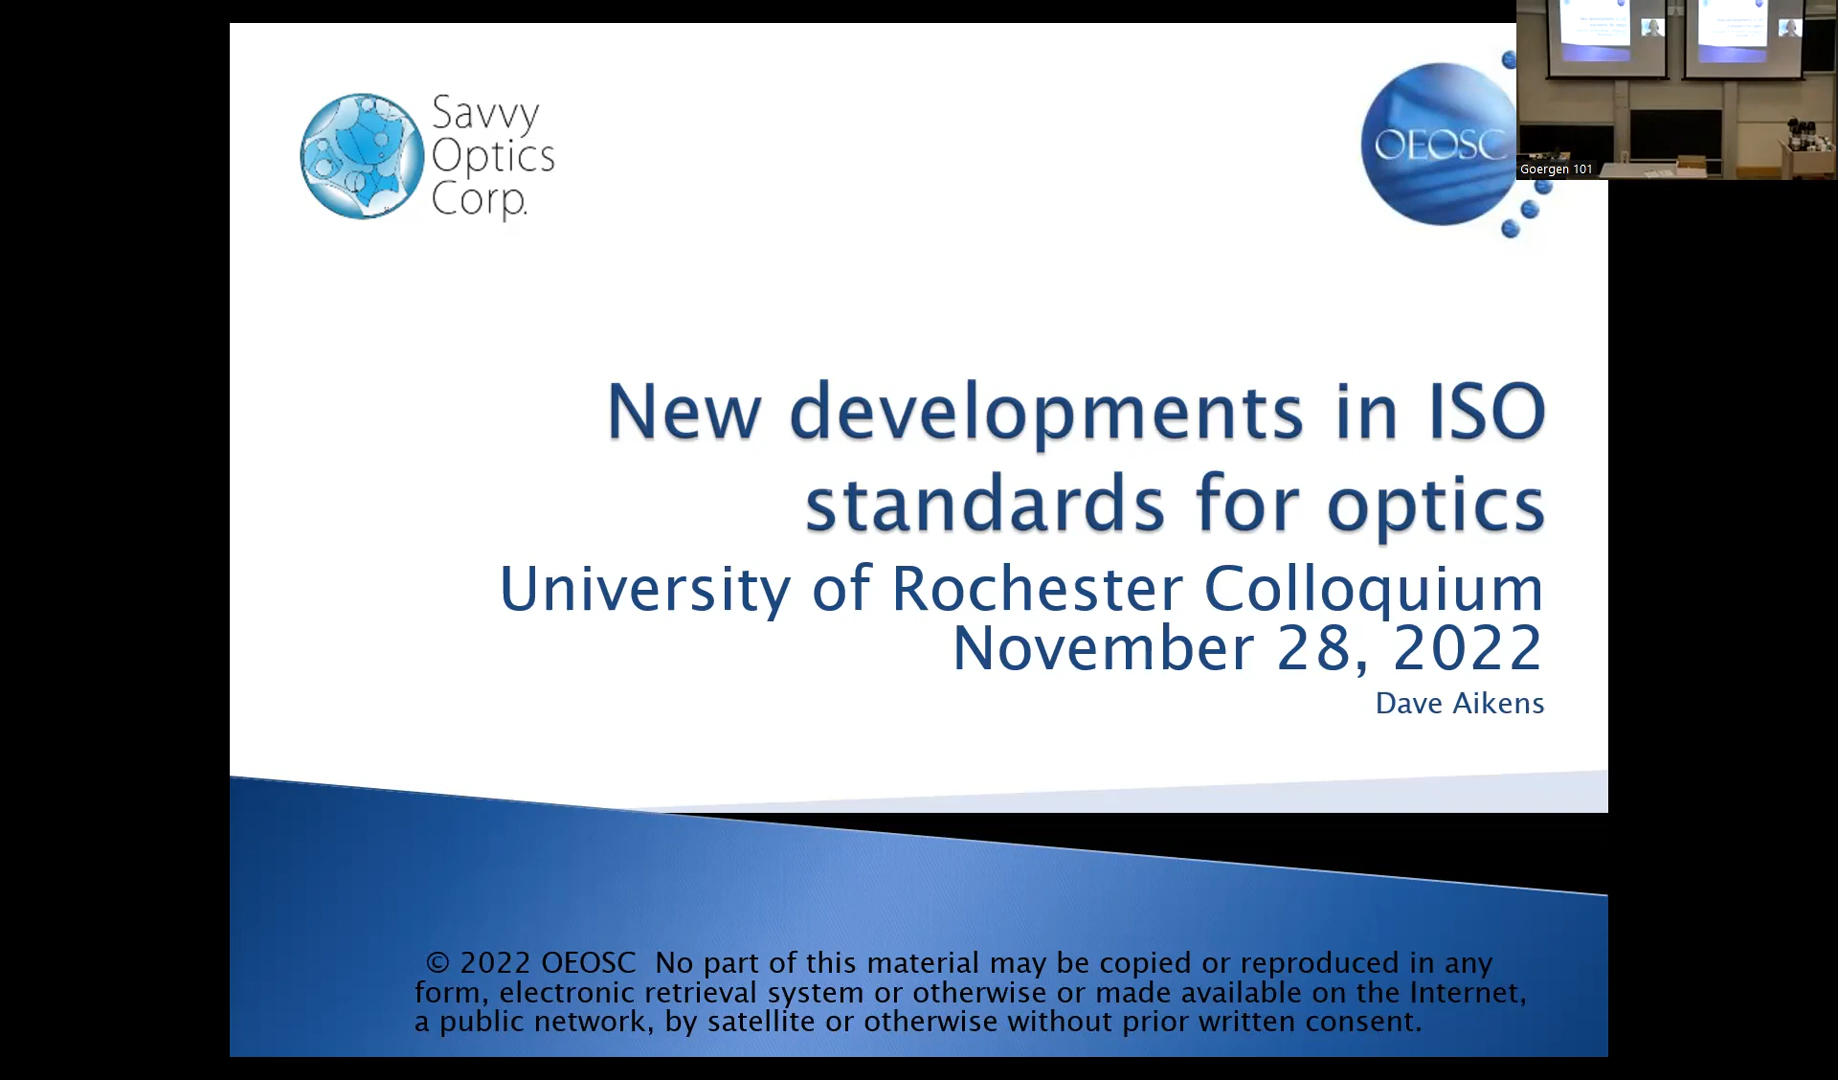 Savvy
Optics
Corp.
OEOSC
Goergen 101
New developments in ISO
standards for optics
University of Rochester Colloquium
November 28, 2022
Dave Aikens
© 2022 OEOSC  No part of this material may be copied or reproduced in any
form, electronic retrieval system or otherwise or made available on the Internet,
a public network, by satellite or otherwise without prior written consent.